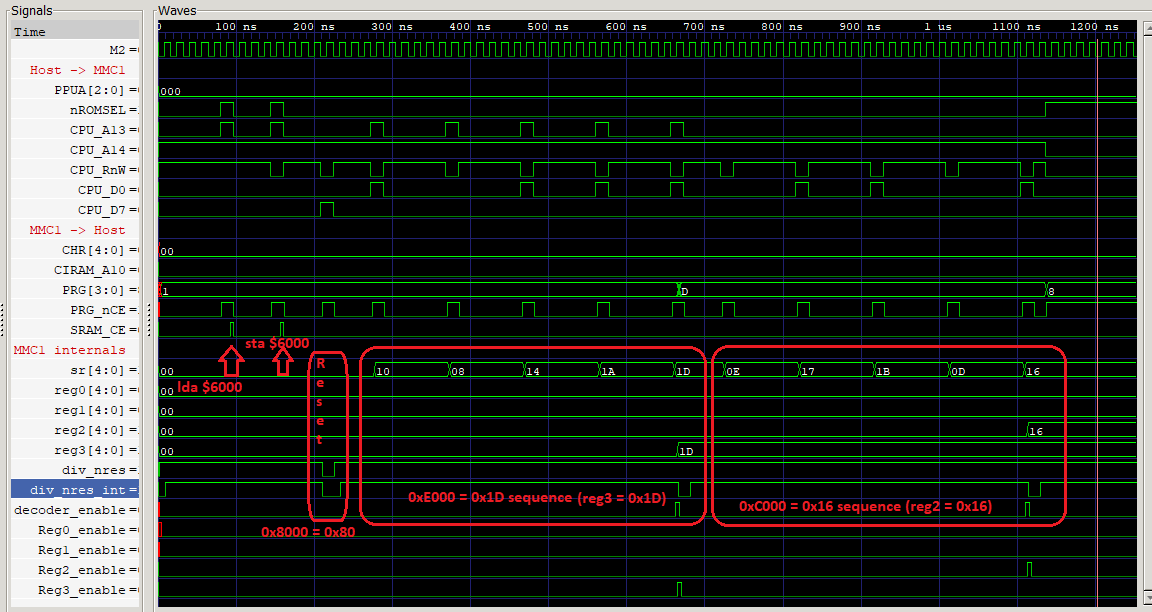 Signals
Waves
Time
0 100 ns 200 ns 300 ns 400 ns 500 ns 600 ns 700 ns 800 ns 900 ns 1 us 1100 ns 1200 ns
M2 =
Host -> MMC1
PPUA[2:0] = 000
nROMSEL =
CPU_A13 =
CPU_A14 =
CPU_RnW =
CPU_D0 =
CPU_D7 =
MMC1 -> Host
CHR[4:0] = 00
CIRAM_A10 =
PRG[3:0] = 1 D 8
PRG_nCE =
SRAM_CE =
sta $6000
MMC1 internals
sr[4:0] = 00 10 08 14 1A 1D 0E 17 1B 0D 16
lda $6000
Reset
reg0[4:0] = 00
reg1[4:0] = 00
reg2[4:0] = 00 16
reg3[4:0] = 00 1D
div_nres =
div_nres_int =
0xE000 = 0x1D sequence (reg3 = 0x1D)
0xC000 = 0x16 sequence (reg2 = 0x16)
decoder_enable =
0x8000 = 0x80
Reg0_enable =
Reg1_enable =
Reg2_enable =
Reg3_enable =